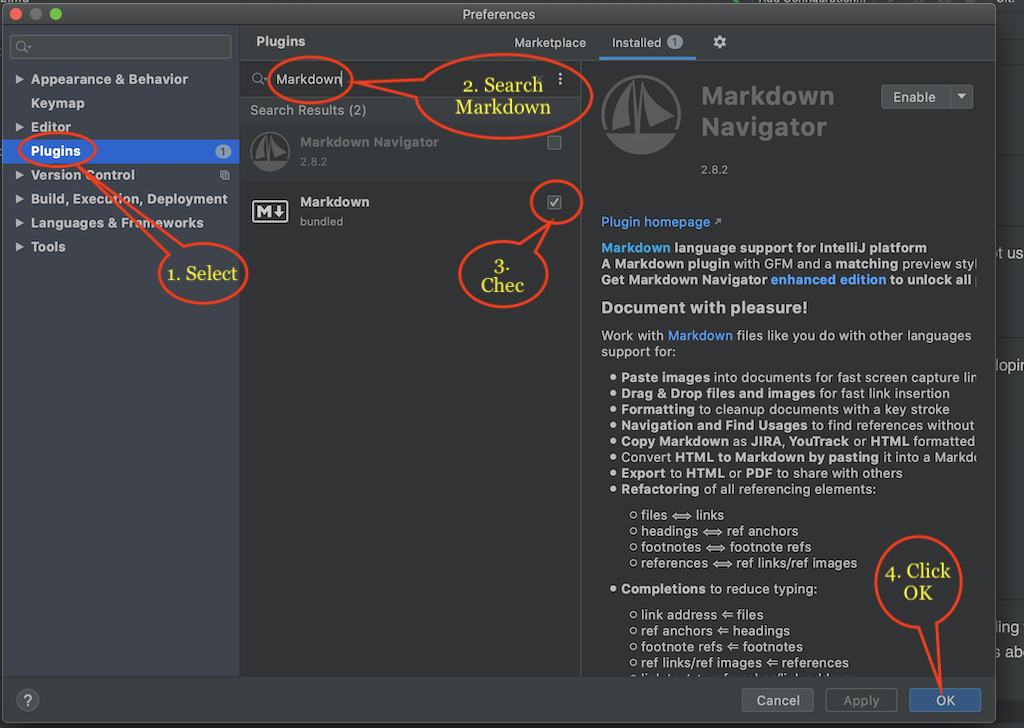 Preferences
Plugins
Marketplace
Installed 1
Appearance & Behavior
Keymap
Editor
Plugins 1
Version Control
Build, Execution, Deployment
Languages & Frameworks
Tools
Markdown
Search Results (2)
Markdown Navigator
2.8.2
M
Markdown
bundled
1. Select
2. Search
Markdown
3.
Chec
Markdown
Navigator
Enable
2.8.2
Plugin homepage
Markdown language support for IntelliJ platform
A Markdown plugin with GFM and a matching preview
Get Markdown Navigator enhanced edition to unlock all
Document with pleasure!
Work with Markdown files like you do with other languages
support for:
Paste images into documents for fast screen capture
Drag & Drop files and images for fast link insertion
Formatting to cleanup documents with a key stroke
Navigation and Find Usages to find references without
Copy Markdown as JIRA, YouTrack or HTML formatted
Convert HTML to Markdown by pasting it into a
Export to HTML or PDF to share with others
Refactoring of all referencing elements:
files ⟺ links
headings ⟺ ref anchors
footnotes ⟺ footnote refs
references ⟺ ref links/ref images
Completions to reduce typing:
link address ⇐ files
ref anchors ⇐ headings
footnote refs ⇐ footnotes
ref links/ref images ⇐ references
4. Click
OK
?
Cancel
Apply
OK